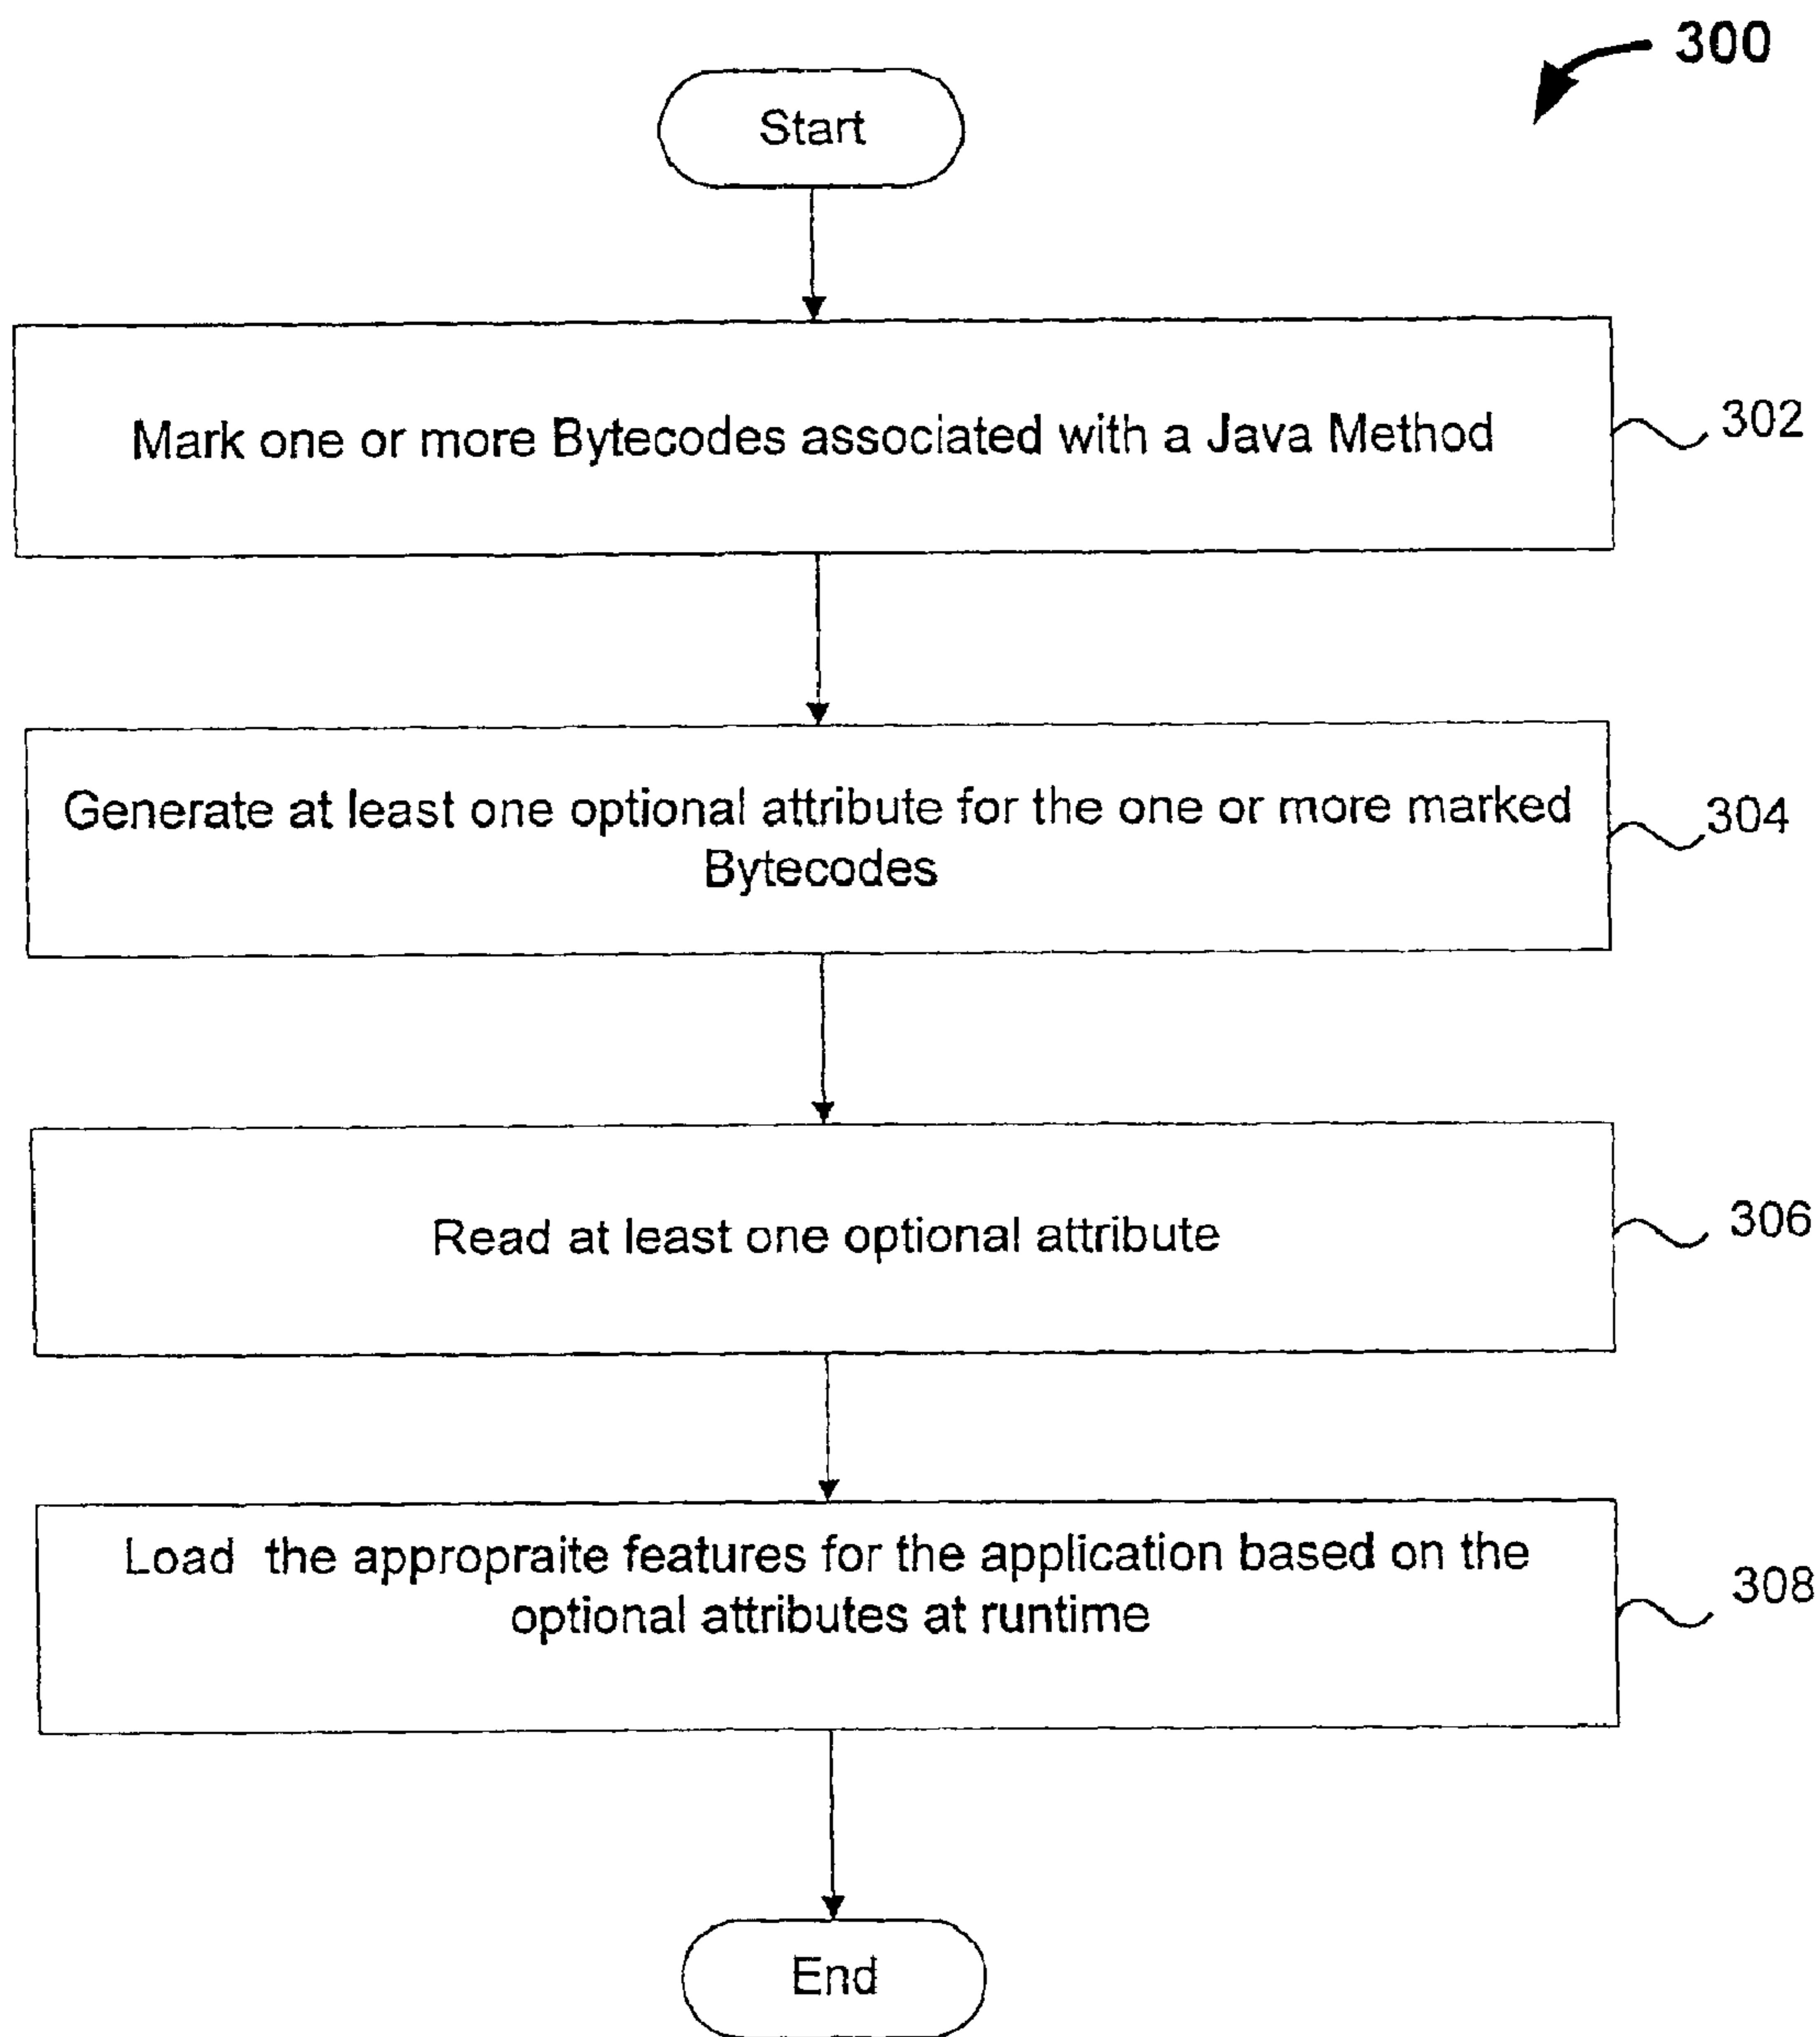 300
Start
Mark one or more Bytecodes associated with a Java Method
302
Generate at least one optional attribute for the one or more marked
Bytecodes
304
Read at least one optional attribute
306
Load the appropraite features for the application based on the
optional attributes at runtime
308
End